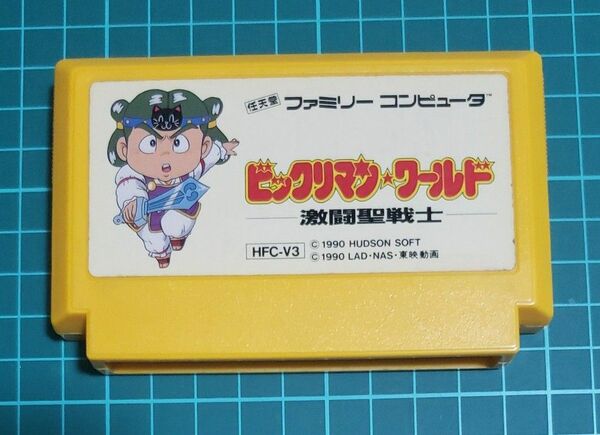 任天堂 ファミリー コンピュータ™
ビックリマン★ワールド
激闘聖戦士
HFC-V3
© 1990 HUDSON SOFT
© 1990 LAD・NAS・東映動画